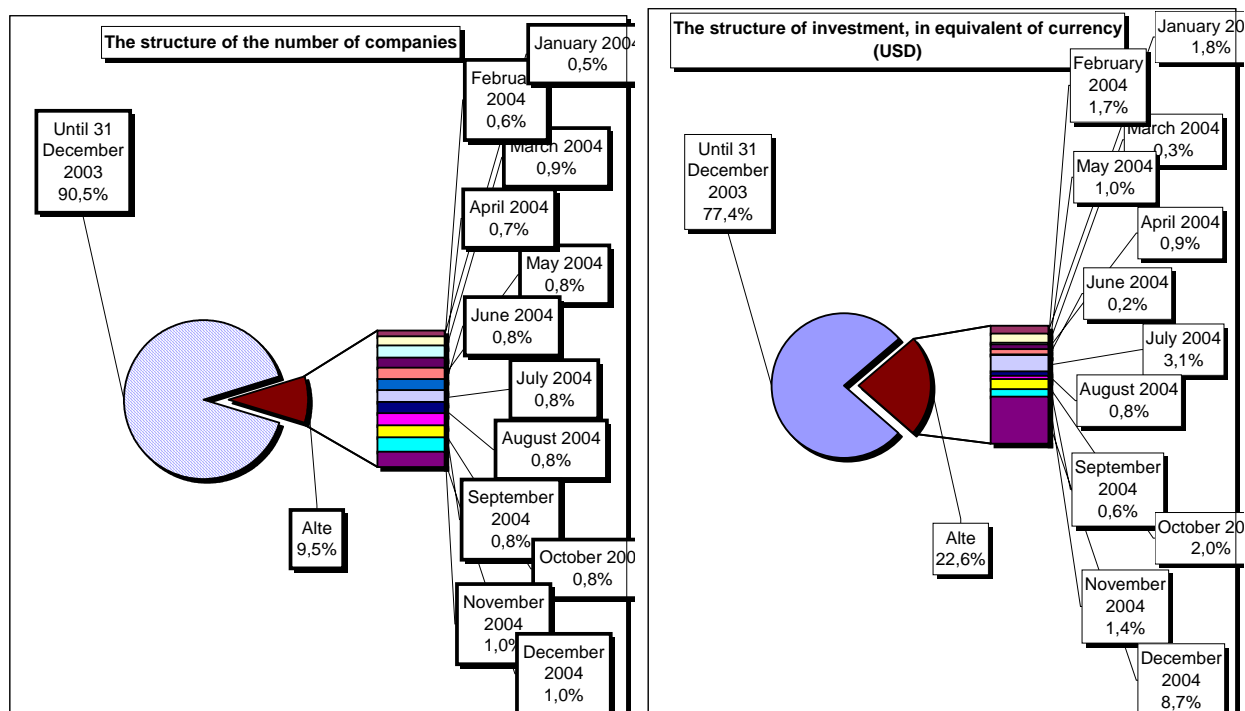 The structure of the number of companies
January 2004
0,5%
Februa
2004
0,6%
March 2004
0,9%
April 2004
0,7%
May 2004
0,8%
June 2004
0,8%
July 2004
0,8%
August 2004
0,8%
September
2004
0,8%
October 200
0,8%
November
2004
1,0%
December
2004
1,0%
Until 31
December
2003
90,5%
Alte
9,5%
The structure of investment, in equivalent of currency
(USD)
January 20
1,8%
February
2004
1,7%
March 2004
0,3%
May 2004
1,0%
April 2004
0,9%
June 2004
0,2%
July 2004
3,1%
August 2004
0,8%
September
2004
0,6%
October 20
2,0%
November
2004
1,4%
December
2004
8,7%
Until 31
December
2003
77,4%
Alte
22,6%